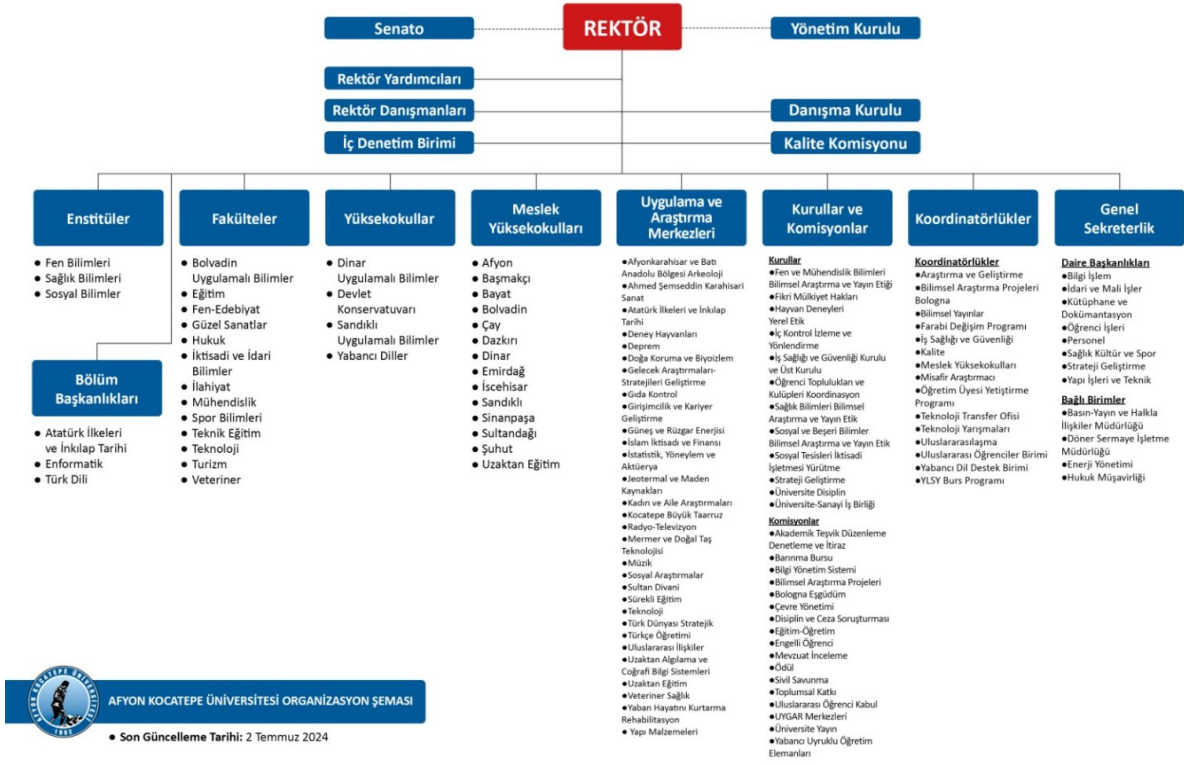 Senato
REKTÖR
Yönetim Kurulu
Rektör Yardımcıları
Rektör Danışmanları
Danışma Kurulu
İç Denetim Birimi
Kalite Komisyonu
Enstitüler
● Fen Bilimleri
● Sağlık Bilimleri
● Sosyal Bilimler
Bölüm
Başkanlıkları
● Atatürk İlkeleri
ve İnkılap Tarihi
● Enformatik
● Türk Dili
Fakülteler
● Bolvadin
Uygulamalı Bilimler
● Eğitim
● Fen-Edebiyat
● Güzel Sanatlar
● Hukuk
● İktisadi ve İdari
Bilimler
● İlahiyat
● Mühendislik
● Spor Bilimleri
● Teknik Eğitim
● Teknoloji
● Turizm
● Veteriner
Yüksekokullar
● Dinar
Uygulamalı Bilimler
● Devlet
Konservatuvarı
● Sandıklı
Uygulamalı Bilimler
● Yabancı Diller
Meslek
Yüksekokulları
● Afyon
● Başmakçı
● Bayat
● Bolvadin
● Çay
● Dazkırı
● Dinar
● Emirdağ
● İscehisar
● Sandıklı
● Sinanpaşa
● Sultandağı
● Şuhut
● Uzaktan Eğitim
Uygulama ve
Araştırma
Merkezleri
●Afyonkarahisar ve Batı
Anadolu Bölgesi Arkeoloji
●Ahmed Şemseddin Karahisari
Sanat
●Atatürk İlkeleri ve İnkılap
Tarihi
●Deney Hayvanları
●Deprem
●Doğa Koruma ve Biyoizlem
●Gelecek Araştırmaları-
Stratejileri Geliştirme
●Gıda Kontrol
●Girişimcilik ve Kariyer
Geliştirme
●Güneş ve Rüzgar Enerjisi
●İslam İktisadı ve Finansı
●İstatistik, Yöneylem ve
Aktüerya
●Jeotermal ve Maden
Kaynakları
●Kadın ve Aile Araştırmaları
●Kocatepe Büyük Taarruz
●Radyo-Televizyon
●Mermer ve Doğal Taş
Teknolojisi
●Müzik
●Sosyal Araştırmalar
●Sultan Divani
●Sürekli Eğitim
●Teknoloji
●Türk Dünyası Stratejik
●Türkçe Öğretimi
●Uluslararası İlişkiler
●Uzaktan Algılama ve
Coğrafi Bilgi Sistemleri
●Uzaktan Eğitim
●Veteriner Sağlık
●Yaban Hayatını Kurtarma
Rehabilitasyon
● Yapı Malzemeleri
Kurullar ve
Komisyonlar
Kurullar
●Fen ve Mühendislik Bilimleri
Bilimsel Araştırma ve Yayın Etiği
●Fikri Mülkiyet Hakları
●Hayvan Deneyleri
Yerel Etik
●İç Kontrol İzleme ve
Yönlendirme
●İş Sağlığı ve Güvenliği Kurulu
ve Üst Kurulu
●Öğrenci Toplulukları ve
Kulüpleri Koordinasyon
●Sağlık Bilimleri Bilimsel
Araştırma ve Yayın Etik
●Sosyal ve Beşeri Bilimler
Bilimsel Araştırma ve Yayın Etik
●Sosyal Tesisleri İktisadi
İşletmesi Yürütme
●Strateji Geliştirme
●Üniversite Disiplin
●Üniversite-Sanayi İş Birliği
Komisyonlar
●Akademik Teşvik Düzenleme
Denetleme ve İtiraz
●Barınma Bursu
●Bilgi Yönetim Sistemi
●Bilimsel Araştırma Projeleri
●Bologna Eşgüdüm
●Çevre Yönetimi
●Disiplin ve Ceza Soruşturması
●Eğitim-Öğretim
●Engelli Öğrenci
●Mevzuat İnceleme
●Ödül
●Sivil Savunma
●Toplumsal Katkı
●Uluslararası Öğrenci Kabul
●UYGAR Merkezleri
●Üniversite Yayın
●Yabancı Uyruklu Öğretim
Elemanları
Koordinatörlükler
Koordinatörlükler
●Araştırma ve Geliştirme
●Bilimsel Araştırma Projeleri
Bologna
●Bilimsel Yayınlar
●Farabi Değişim Programı
●İş Sağlığı ve Güvenliği
●Kalite
●Meslek Yüksekokulları
●Misafir Araştırmacı
●Öğretim Üyesi Yetiştirme
Programı
●Teknoloji Transfer Ofisi
●Teknoloji Yarışmaları
●Uluslararasılaşma
●Uluslararası Öğrenciler Birimi
●Yabancı Dil Destek Birimi
●YLSY Burs Programı
Genel
Sekreterlik
Daire Başkanlıkları
●Bilgi İşlem
●İdari ve Mali İşler
●Kütüphane ve
Dokümantasyon
●Öğrenci İşleri
●Personel
●Sağlık Kültür ve Spor
●Strateji Geliştirme
●Yapı İşleri ve Teknik
Bağlı Birimler
●Basın-Yayın ve Halkla
İlişkiler Müdürlüğü
●Döner Sermaye İşletme
Müdürlüğü
●Enerji Yönetimi
●Hukuk Müşavirliği
AFYON KOCATEPE ÜNİVERSİTESİ
1992
AFYON KOCATEPE ÜNİVERSİTESİ ORGANİZASYON ŞEMASI
● Son Güncelleme Tarihi: 2 Temmuz 2024